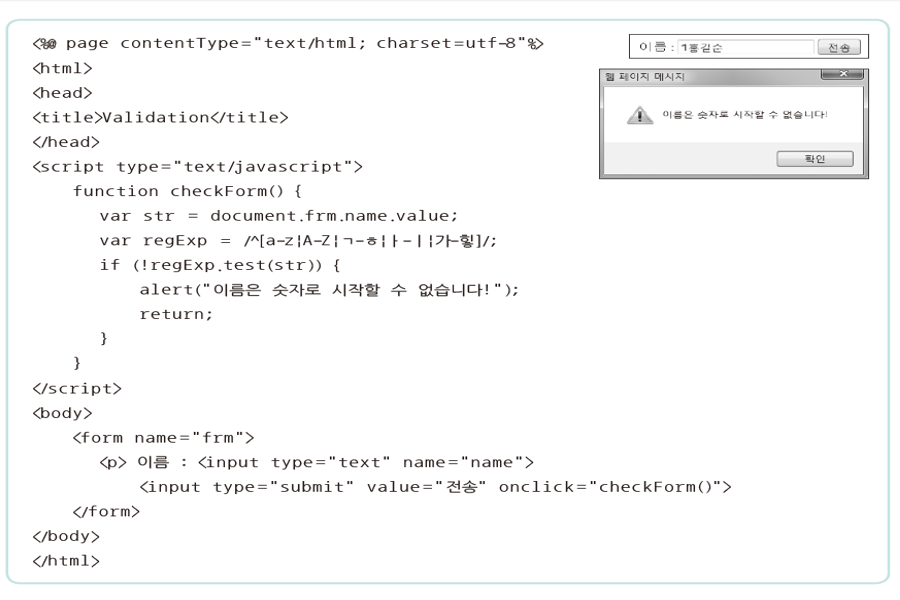 <%@ page contentType="text/html; charset=utf-8"%>
<html>
<head>
<title>Validation</title>
</head>
<script type="text/javascript">
function checkForm() {
var str = document.frm.name.value;
var regExp = /^[a-z|A-Z|ㄱ-ㅎ|ㅏ-ㅣ|가-힣]/;
if (!regExp.test(str)) {
alert("이름은 숫자로 시작할 수 없습니다!");
return;
}
}
</script>
<body>
<form name="frm">
<p> 이름 : <input type="text" name="name">
<input type="submit" value="전송" onclick="checkForm()">
</form>
</body>
</html>
이름 : 1홍길순 전송
웹 페이지 메시지
이름은 숫자로 시작할 수 없습니다!
확인